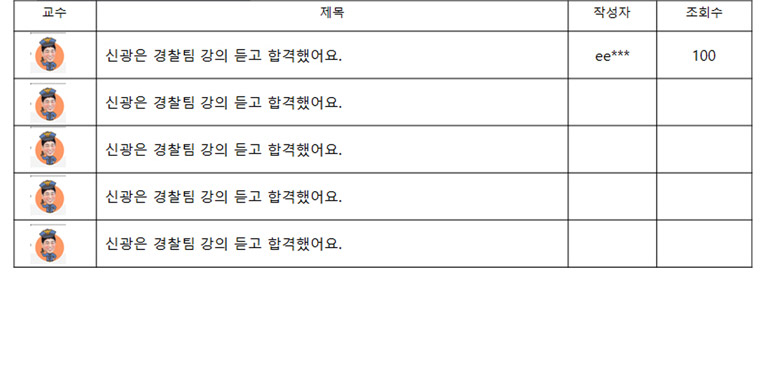 교수 제목 작성자 조회수
신광은 경찰팀 강의 듣고 합격했어요. ee*** 100
신광은 경찰팀 강의 듣고 합격했어요.
신광은 경찰팀 강의 듣고 합격했어요.
신광은 경찰팀 강의 듣고 합격했어요.
신광은 경찰팀 강의 듣고 합격했어요.